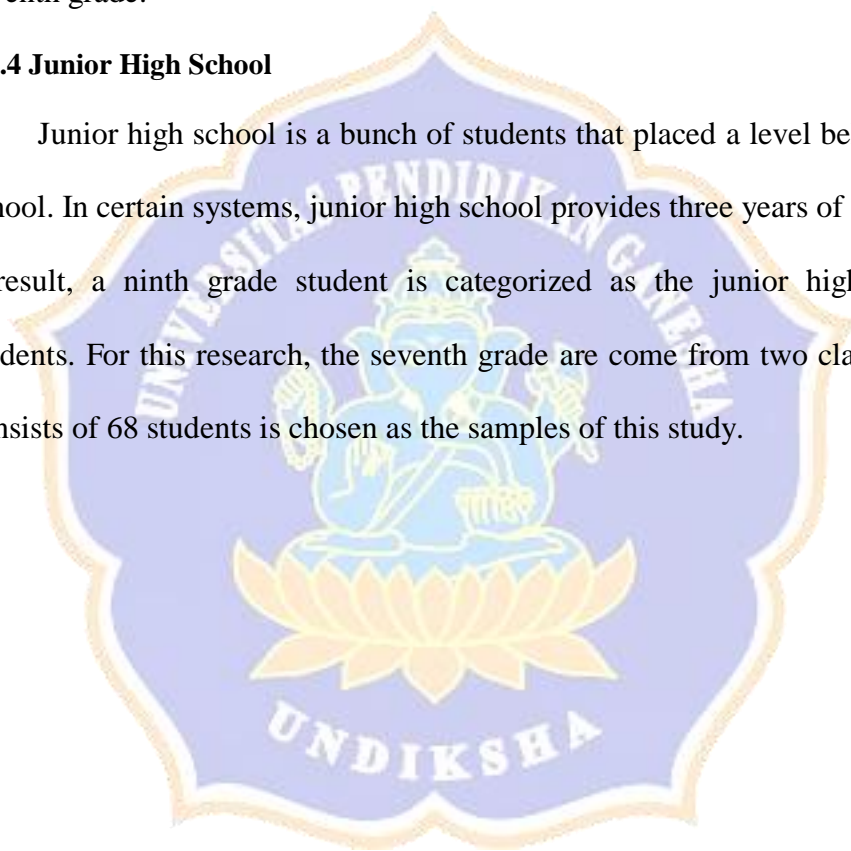 enth grade.
.4 Junior High School
Junior high school is a bunch of students that placed a level be
ool. In certain systems, junior high school provides three years of
result, a ninth grade student is categorized as the junior hig
dents. For this research, the seventh grade are come from two cla
nsists of 68 students is chosen as the samples of this study.
UNIVERSITAS PENDIDIKAN GANESHA
UNDIKSHA